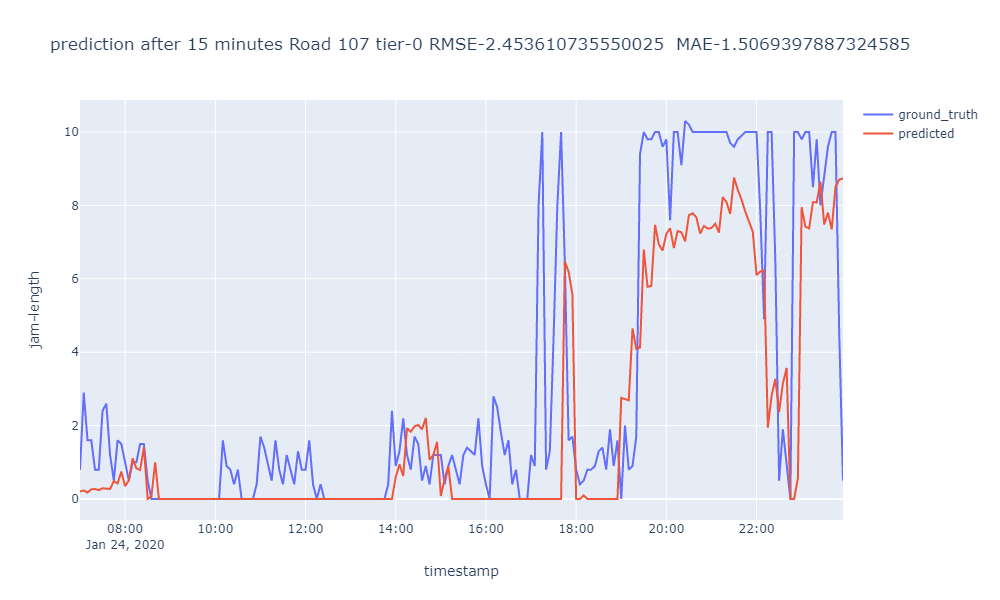 prediction after 15 minutes Road 107 tier-0 RMSE-2.453610735550025  MAE-1.5069397887324585
ground_truth
predicted
10
8
6
4
2
0
jam-length
08:00 10:00 12:00 14:00 16:00 18:00 20:00 22:00
Jan 24, 2020
timestamp